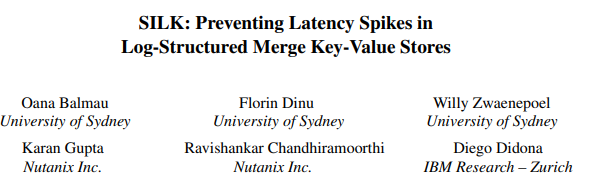 SILK: Preventing Latency Spikes in
Log-Structured Merge Key-Value Stores
Oana Balmau Florin Dinu Willy Zwaenepoel
University of Sydney University of Sydney University of Sydney
Karan Gupta Ravishankar Chandhiramoorthi Diego Didona
Nutanix Inc. Nutanix Inc. IBM Research – Zurich